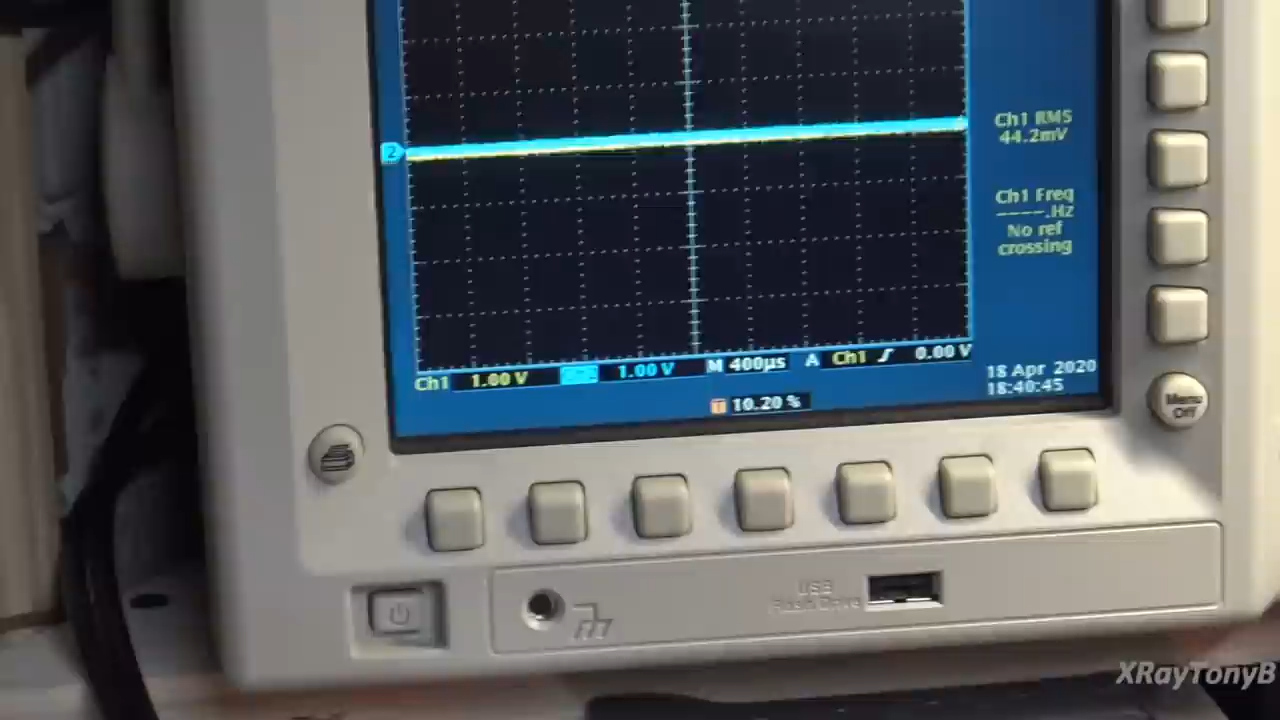 2
Ch1 RMS
44.2mV
Ch1 Freq
----.Hz
No ref
crossing
Ch1 1.00 V 1.00 V M 400µs A Ch1 0.00 V
10.20 %
18 Apr 2020
18:40:45
Menu
Off
USB
Flash Drive
XRayTonyB